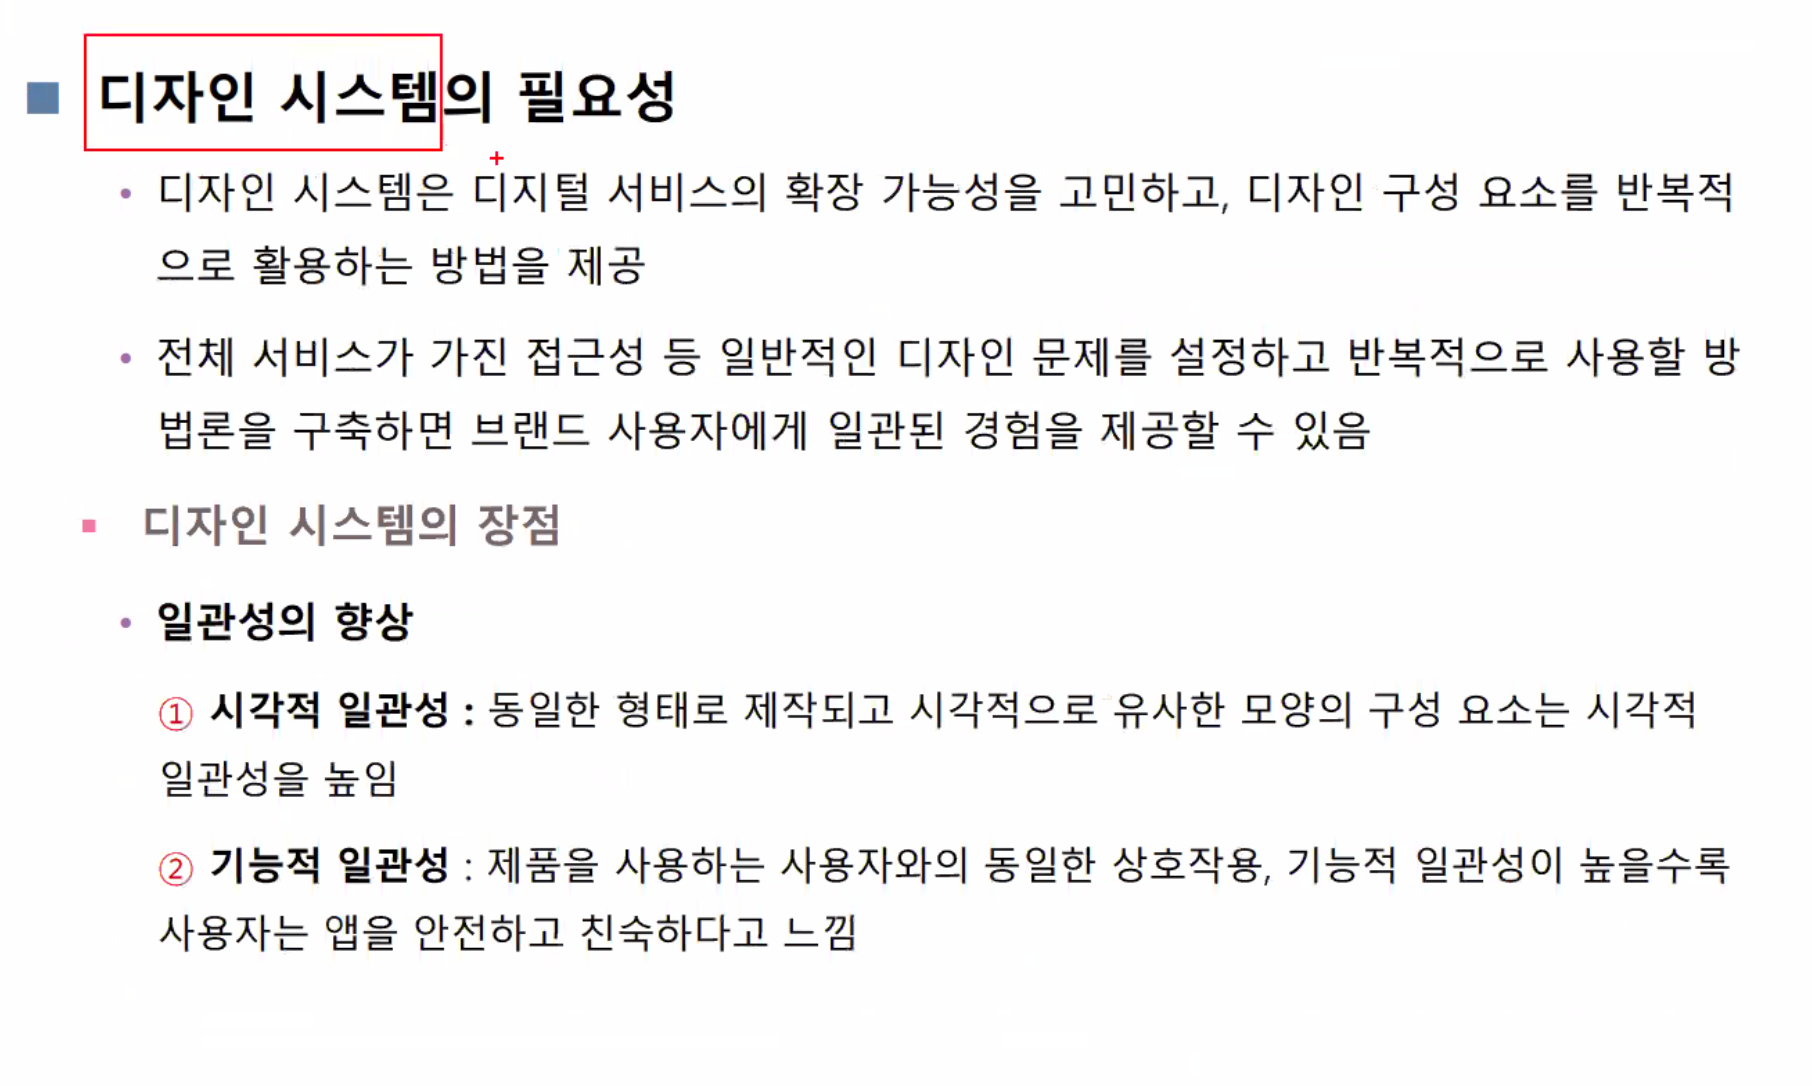 디자인 시스템의 필요성
디자인 시스템은 디지털 서비스의 확장 가능성을 고민하고, 디자인 구성 요소를 반복적
으로 활용하는 방법을 제공
전체 서비스가 가진 접근성 등 일반적인 디자인 문제를 설정하고 반복적으로 사용할 방
법론을 구축하면 브랜드 사용자에게 일관된 경험을 제공할 수 있음
디자인 시스템의 장점
일관성의 향상
① 시각적 일관성 : 동일한 형태로 제작되고 시각적으로 유사한 모양의 구성 요소는 시각적
일관성을 높임
② 기능적 일관성 : 제품을 사용하는 사용자와의 동일한 상호작용, 기능적 일관성이 높을수록
사용자는 앱을 안전하고 친숙하다고 느낌